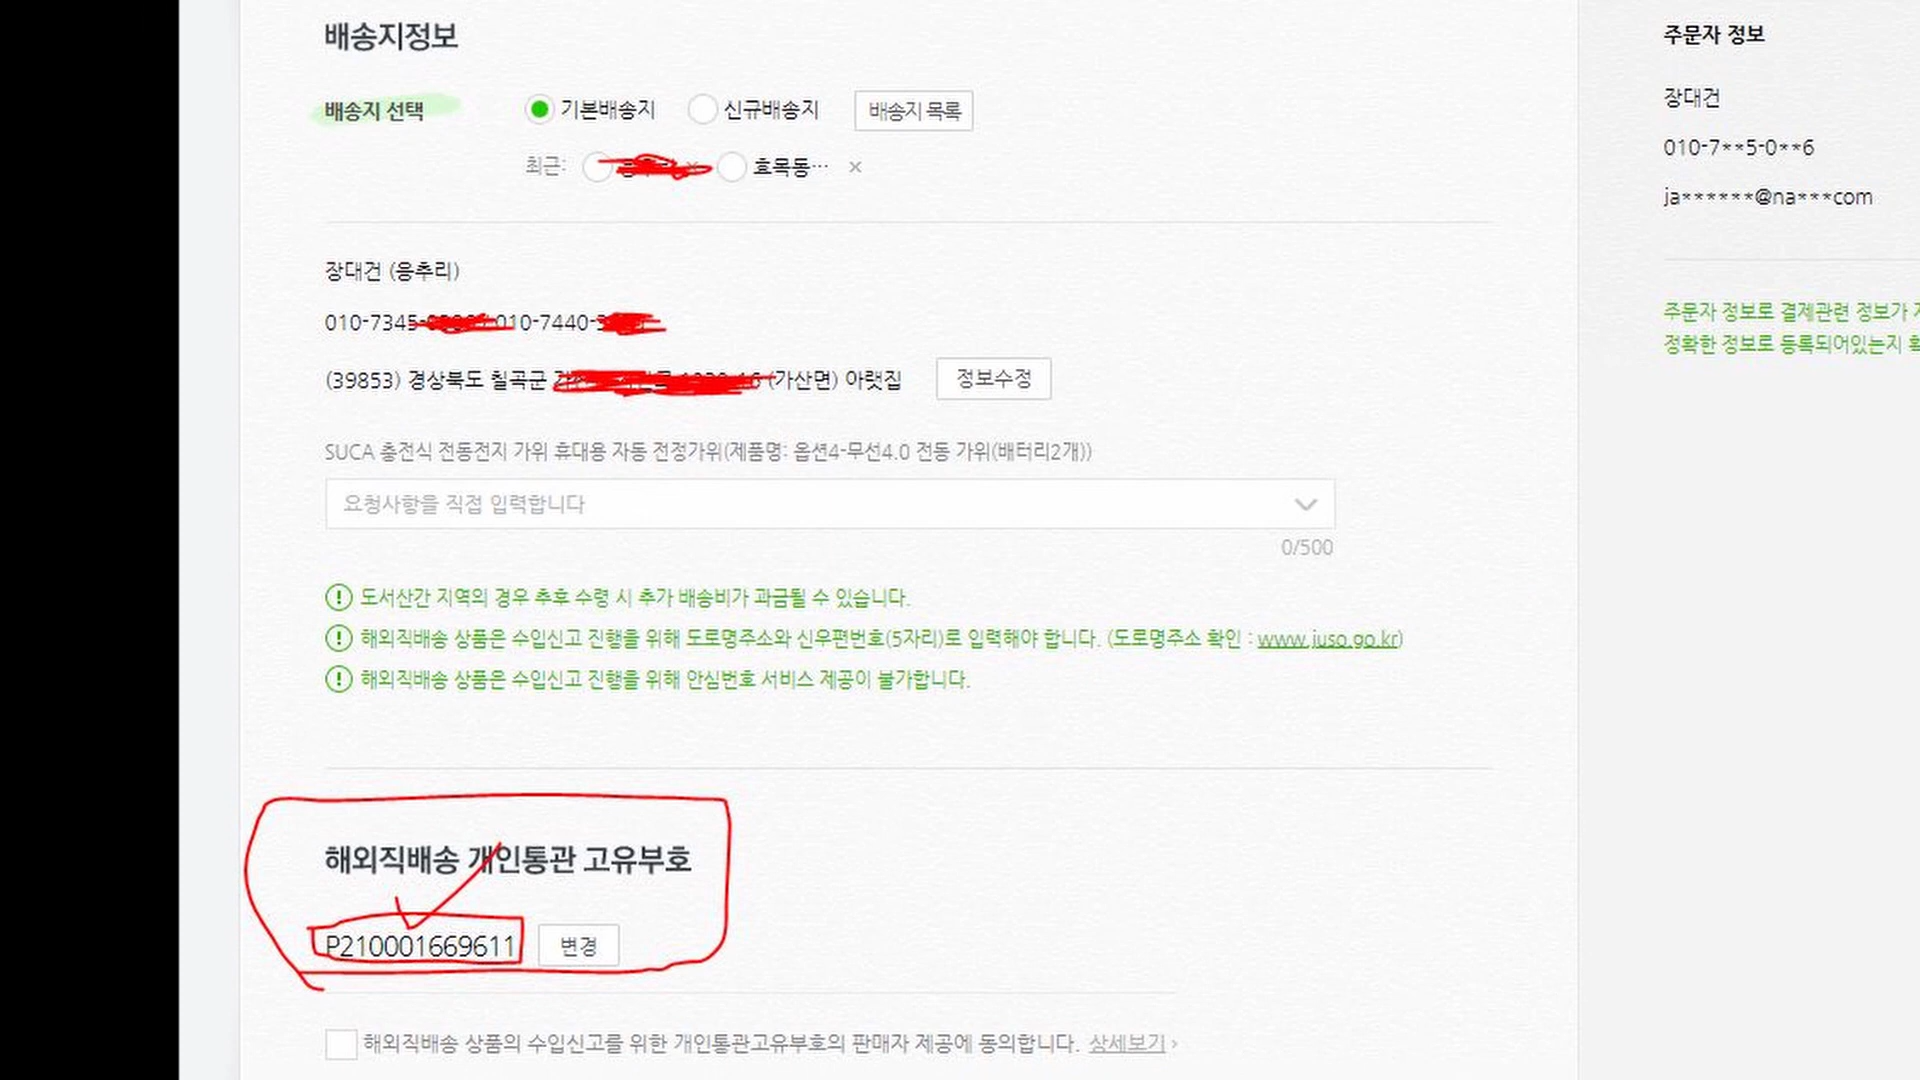 배송지정보
배송지 선택
기본배송지 신규배송지 배송지 목록
최근: 효목동… ×
장대건 (응추리)
010-7345- 010-7440-
(39853) 경상북도 칠곡군 (가산면) 아랫집 정보수정
SUCA 충전식 전동전지 가위 휴대용 자동 전정가위(제품명: 옵션4-무선4.0 전동 가위(배터리2개))
요청사항을 직접 입력합니다
0/500
도서산간 지역의 경우 추후 수령 시 추가 배송비가 과금될 수 있습니다.
해외직배송 상품은 수입신고 진행을 위해 도로명주소와 신우편번호(5자리)로 입력해야 합니다. (도로명주소 확인 : www.juso.go.kr)
해외직배송 상품은 수입신고 진행을 위해 안심번호 서비스 제공이 불가합니다.
해외직배송 개인통관 고유부호
P210001669611 변경
해외직배송 상품의 수입신고를 위한 개인통관고유부호의 판매자 제공에 동의합니다. 상세보기 ›
주문자 정보
장대건
010-7**5-0**6
ja******@na***com
주문자 정보로 결제관련 정보가
정확한 정보로 등록되어있는지